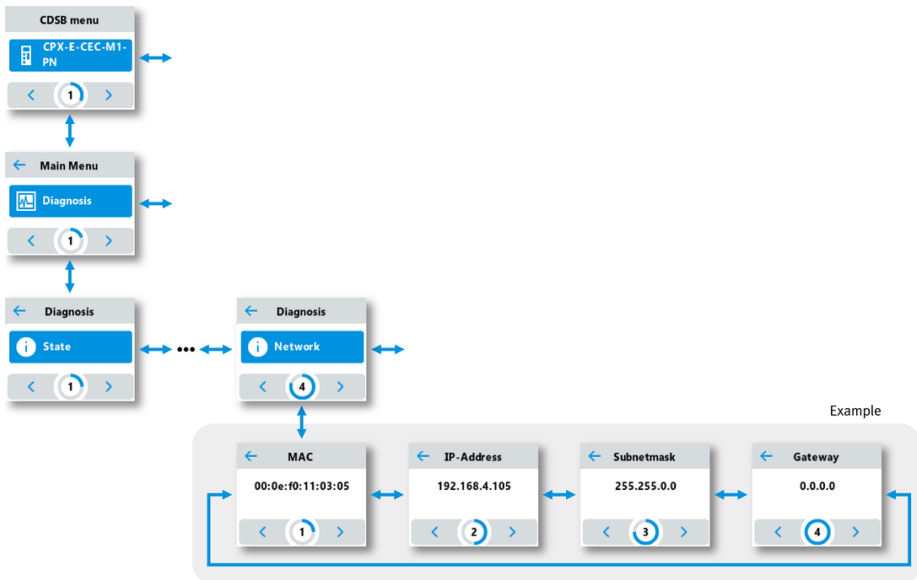 CDSB menu
CPX-E-CEC-M1-
PN
1
Main Menu
Diagnosis
1
Diagnosis
State
1
•••
Diagnosis
Network
4
Example
MAC
00:0e:f0:11:03:05
1
IP-Address
192.168.4.105
2
Subnetmask
255.255.0.0
3
Gateway
0.0.0.0
4